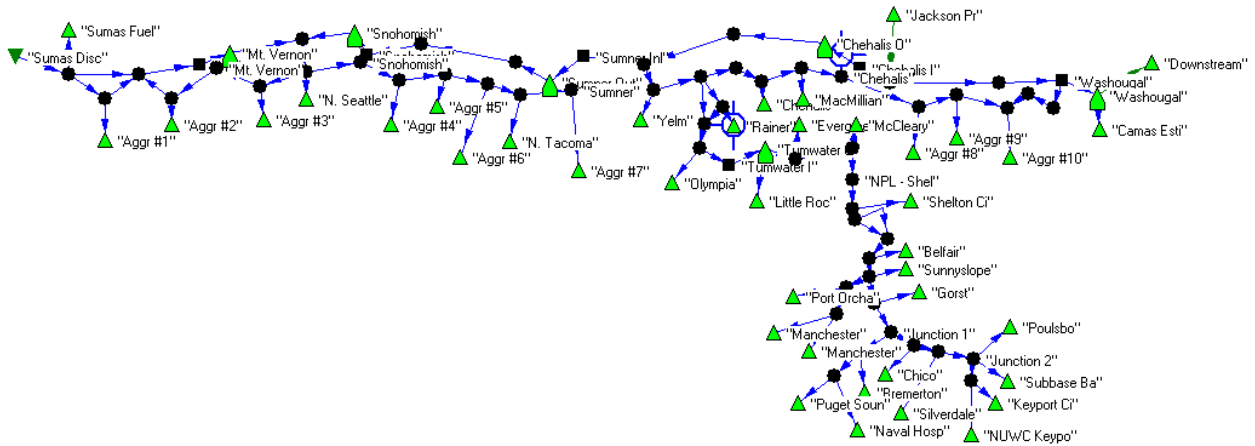 "Jackson Pr"
"Sumas Fuel"
"Snohomish"
"Chehalis O"
"Sumas Disc"
"Mt. Vernon"
"Sumner Inl"
"Snohomish"
"Chehalis I"
"Downstream"
"Mt. Vernon"
"Chehalis"
"Washougal"
"Sumner Out"
"Sumner"
"Washougal"
"N. Seattle"
"Aggr #5"
"MacMillian"
"Aggr #3"
"Aggr #2"
"Aggr #4"
"Yelm"
"Rainer"
"McCleary"
"Camas Esti"
"Aggr #1"
"N. Tacoma"
"Aggr #9"
"Aggr #6"
"Tumwater
"Aggr #8"
"Aggr #10"
"Aggr #7"
"Tumwater I"
"Olympia"
"NPL - Shel"
"Little Roc"
"Shelton Ci"
"Belfair"
"Sunnyslope"
"Port Orcha"
"Gorst"
"Manchester"
"Junction 1"
"Poulsbo"
"Manchester"
"Junction 2"
"Chico"
"Subbase Ba"
"Bremerton"
"Puget Soun"
"Silverdale"
"Keyport Ci"
"Naval Hosp"
"NUWC Keypo"